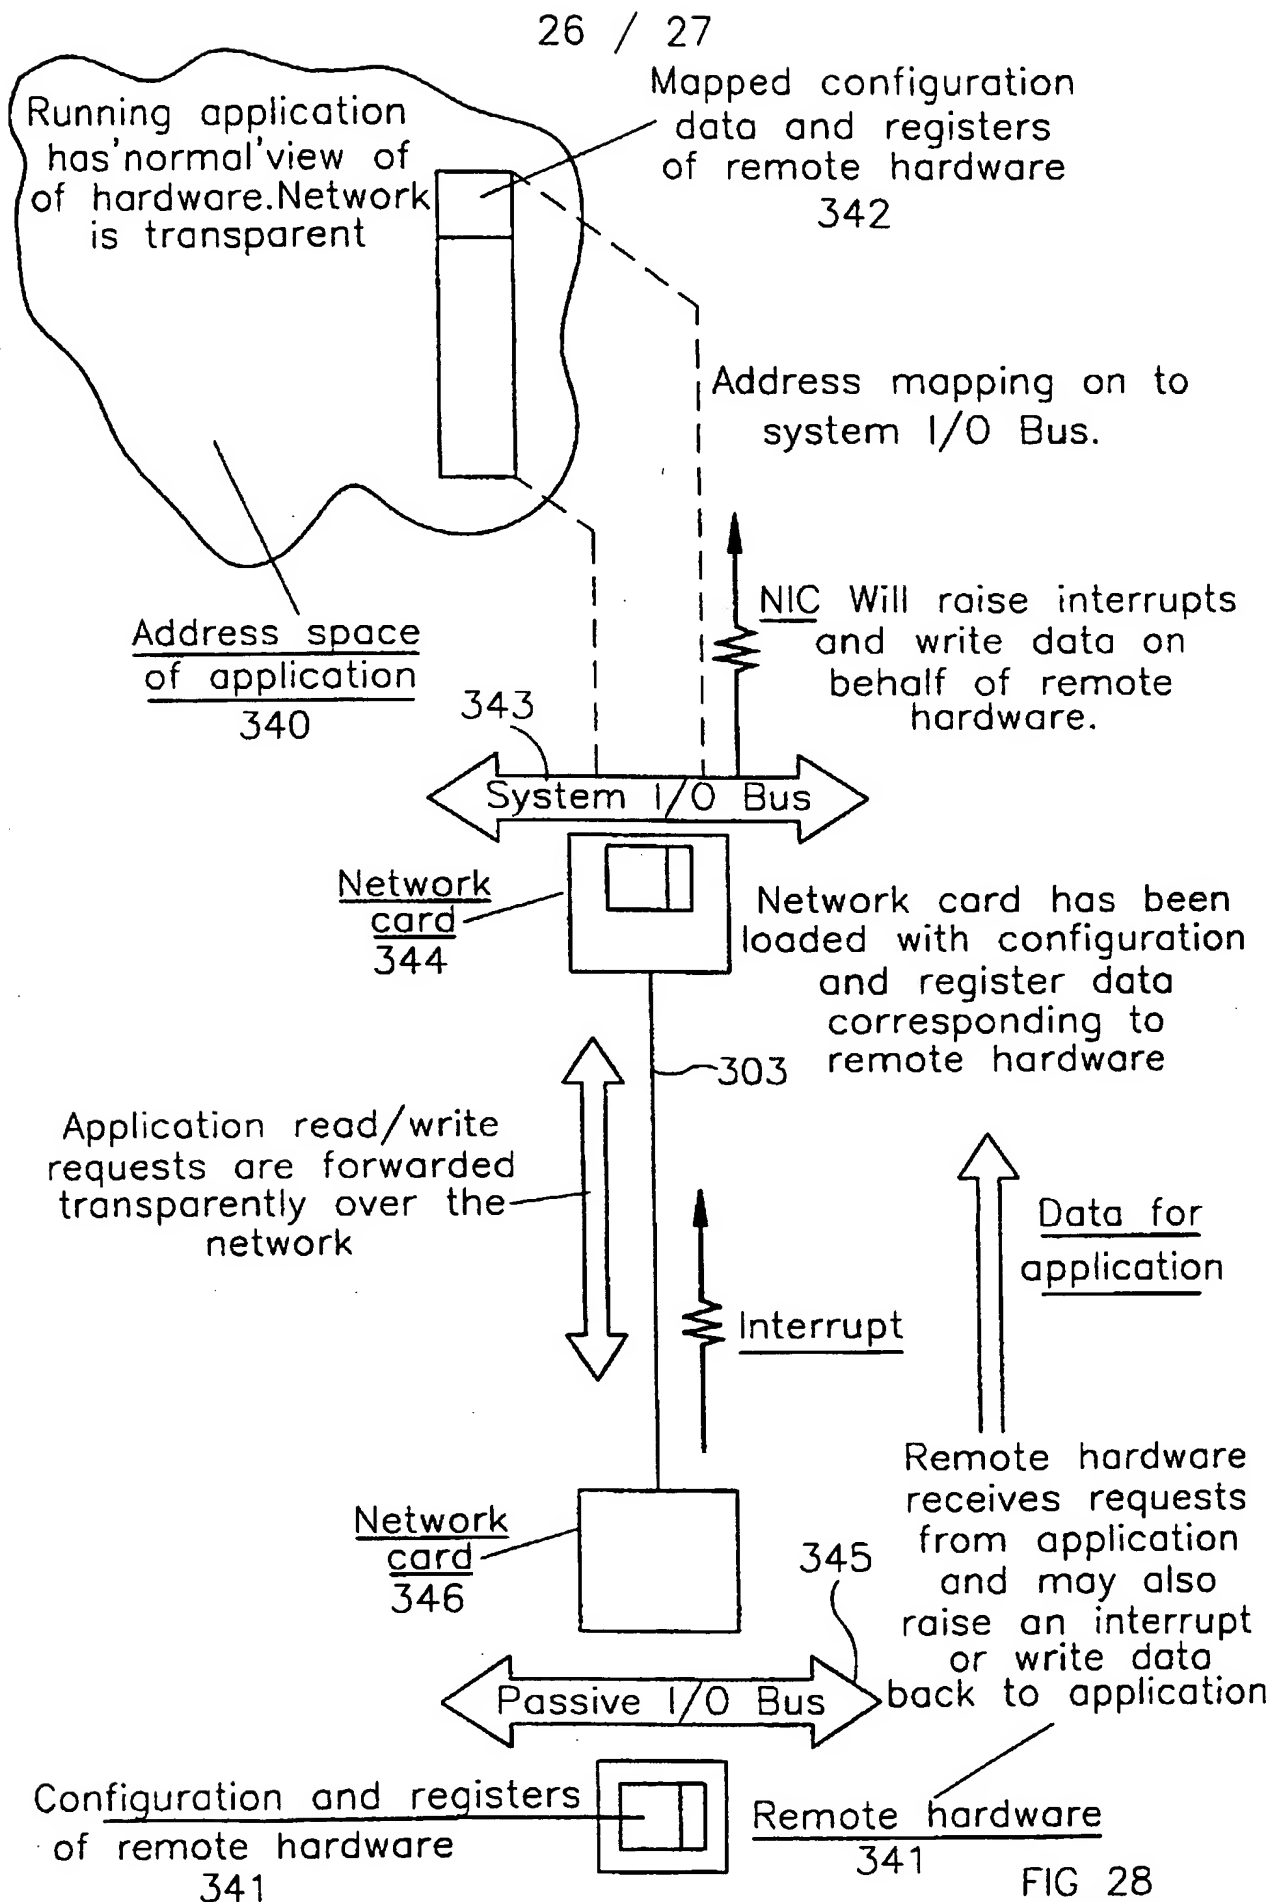 26 / 27
Running application
has'normal'view of
of hardware.Network
is transparent
Mapped configuration
data and registers
of remote hardware
342
Address mapping on to
system I/O Bus.
Address space
of application
340
NIC Will raise interrupts
and write data on
behalf of remote
hardware.
343
System I/O Bus
Network
card
344
Network card has been
loaded with configuration
and register data
corresponding to
remote hardware
303
Application read/write
requests are forwarded
transparently over the
network
Data for
application
Interrupt
Network
card
346
345
Remote hardware
receives requests
from application
and may also
raise an interrupt
or write data
back to application
Passive I/O Bus
Configuration and registers
of remote hardware
341
Remote hardware
341
FIG 28